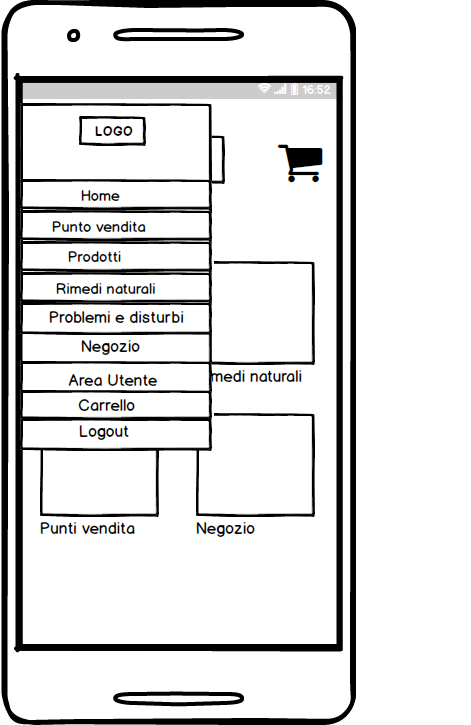 16:52
LOGO
Home
Punto vendita
Prodotti
Rimedi naturali
Problemi e disturbi
Negozio
Area Utente
medi naturali
Carrello
Logout
Punti vendita
Negozio